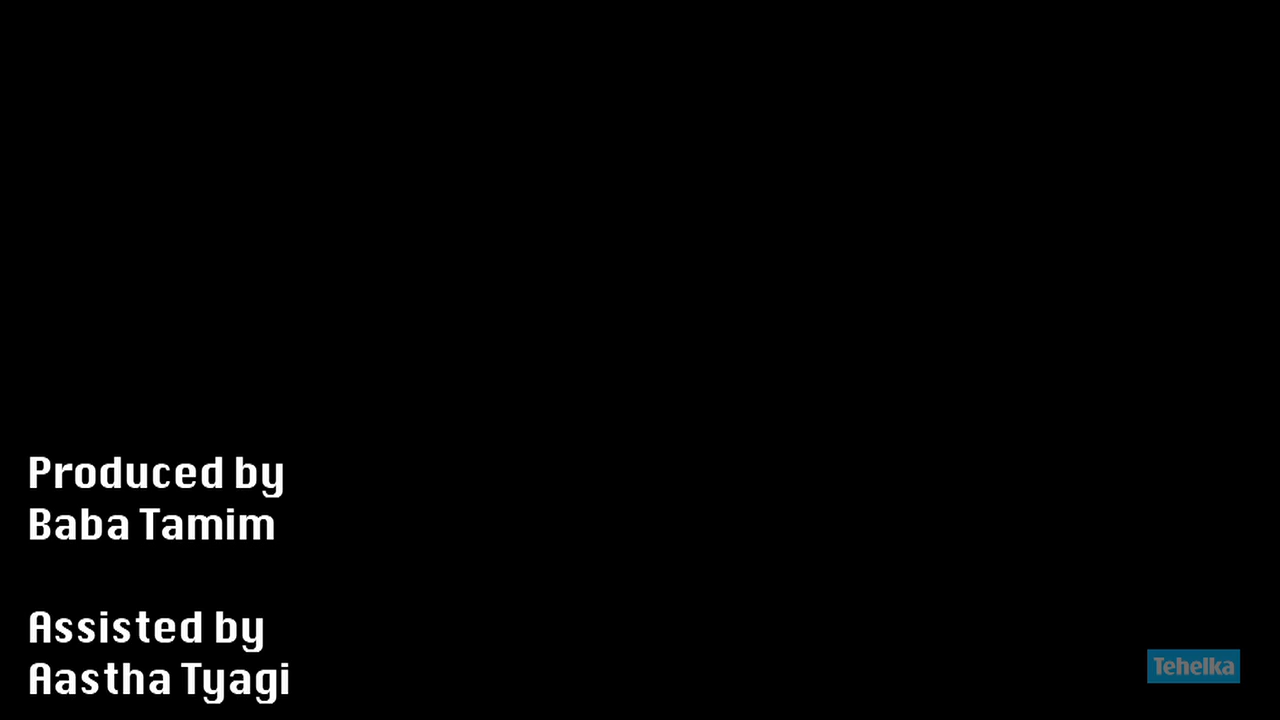 Produced by
Baba Tamim
Assisted by
Aastha Tyagi
Tehelka